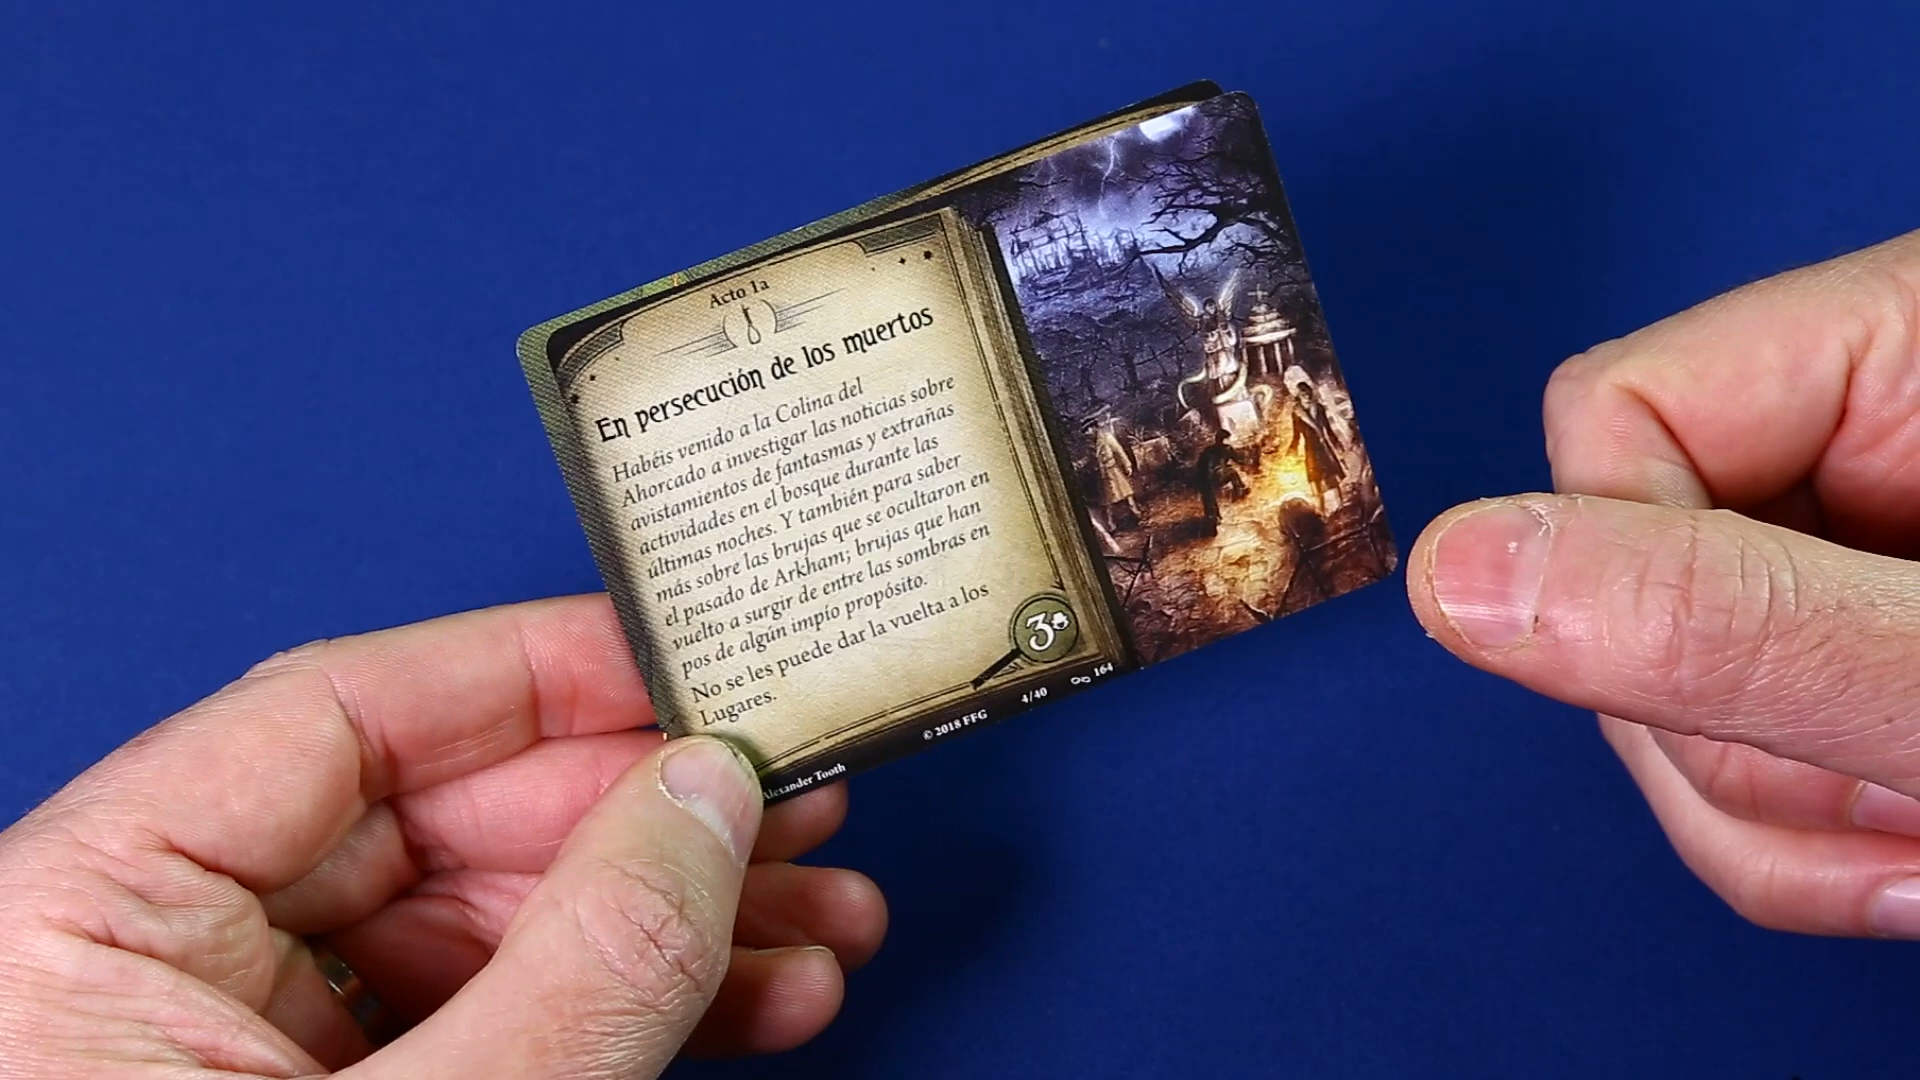 Acto 1a
En persecución de los muertos
Habéis venido a la Colina del
Ahorcado a investigar las noticias sobre
avistamientos de fantasmas y extrañas
actividades en el bosque durante las
últimas noches. Y también para saber
más sobre las brujas que se ocultaron en
el pasado de Arkham; brujas que han
vuelto a surgir de entre las sombras en
pos de algún impío propósito.
No se les puede dar la vuelta a los
Lugares.
3
Alexander Tooth
© 2018 FFG
4/40
164